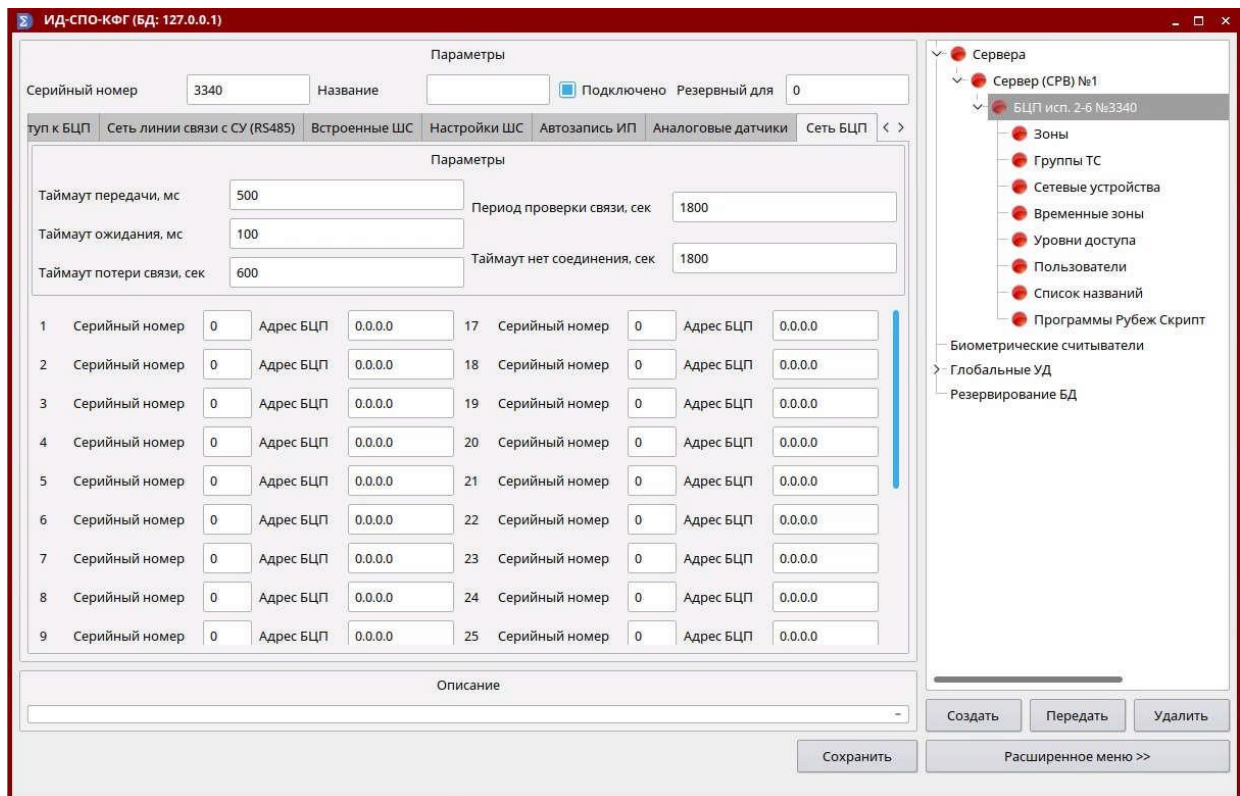 ИД-СПО-КФГ (БД: 127.0.0.1)
Параметры
Серийный номер 3340 Название Подключено Резервный для 0
туп к БЦП Сеть линии связи с СУ (RS485) Встроенные ШС Настройки ШС Автозапись ИП Аналоговые датчики Сеть БЦП < >
Параметры
Таймаут передачи, мс 500
Период проверки связи, сек 1800
Таймаут ожидания, мс 100
Таймаут нет соединения, сек 1800
Таймаут потери связи, сек 600
1 Серийный номер 0 Адрес БЦП 0.0.0.0 17 Серийный номер 0 Адрес БЦП 0.0.0.0
2 Серийный номер 0 Адрес БЦП 0.0.0.0 18 Серийный номер 0 Адрес БЦП 0.0.0.0
3 Серийный номер 0 Адрес БЦП 0.0.0.0 19 Серийный номер 0 Адрес БЦП 0.0.0.0
4 Серийный номер 0 Адрес БЦП 0.0.0.0 20 Серийный номер 0 Адрес БЦП 0.0.0.0
5 Серийный номер 0 Адрес БЦП 0.0.0.0 21 Серийный номер 0 Адрес БЦП 0.0.0.0
6 Серийный номер 0 Адрес БЦП 0.0.0.0 22 Серийный номер 0 Адрес БЦП 0.0.0.0
7 Серийный номер 0 Адрес БЦП 0.0.0.0 23 Серийный номер 0 Адрес БЦП 0.0.0.0
8 Серийный номер 0 Адрес БЦП 0.0.0.0 24 Серийный номер 0 Адрес БЦП 0.0.0.0
9 Серийный номер 0 Адрес БЦП 0.0.0.0 25 Серийный номер 0 Адрес БЦП 0.0.0.0
Описание
Сохранить
Сервера
Сервер (СРВ) №1
БЦП исп. 2-6 №3340
Зоны
Группы ТС
Сетевые устройства
Временные зоны
Уровни доступа
Пользователи
Список названий
Программы Рубеж Скрипт
Биометрические считыватели
Глобальные УД
Резервирование БД
Создать Передать Удалить
Расширенное меню >>